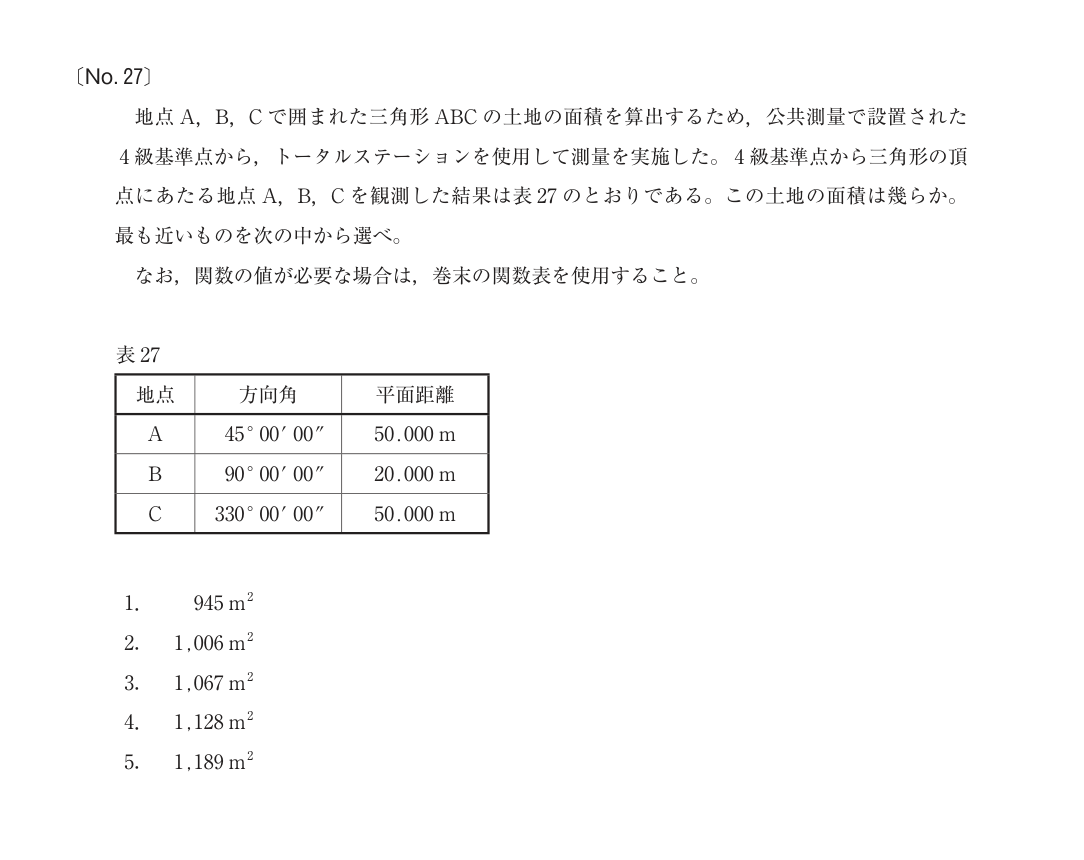 〔No. 27〕
地点 A，B，C で囲まれた三角形 ABC の土地の面積を算出するため，公共測量で設置された
4 級基準点から，トータルステーションを使用して測量を実施した。4 級基準点から三角形の頂
点にあたる地点 A，B，C を観測した結果は表 27 のとおりである。この土地の面積は幾らか。
最も近いものを次の中から選べ。
なお，関数の値が必要な場合は，巻末の関数表を使用すること。
表 27
地点 方向角 平面距離
A 45° 00′ 00″ 50.000 m
B 90° 00′ 00″ 20.000 m
C 330° 00′ 00″ 50.000 m
1. 945 m²
2. 1,006 m²
3. 1,067 m²
4. 1,128 m²
5. 1,189 m²